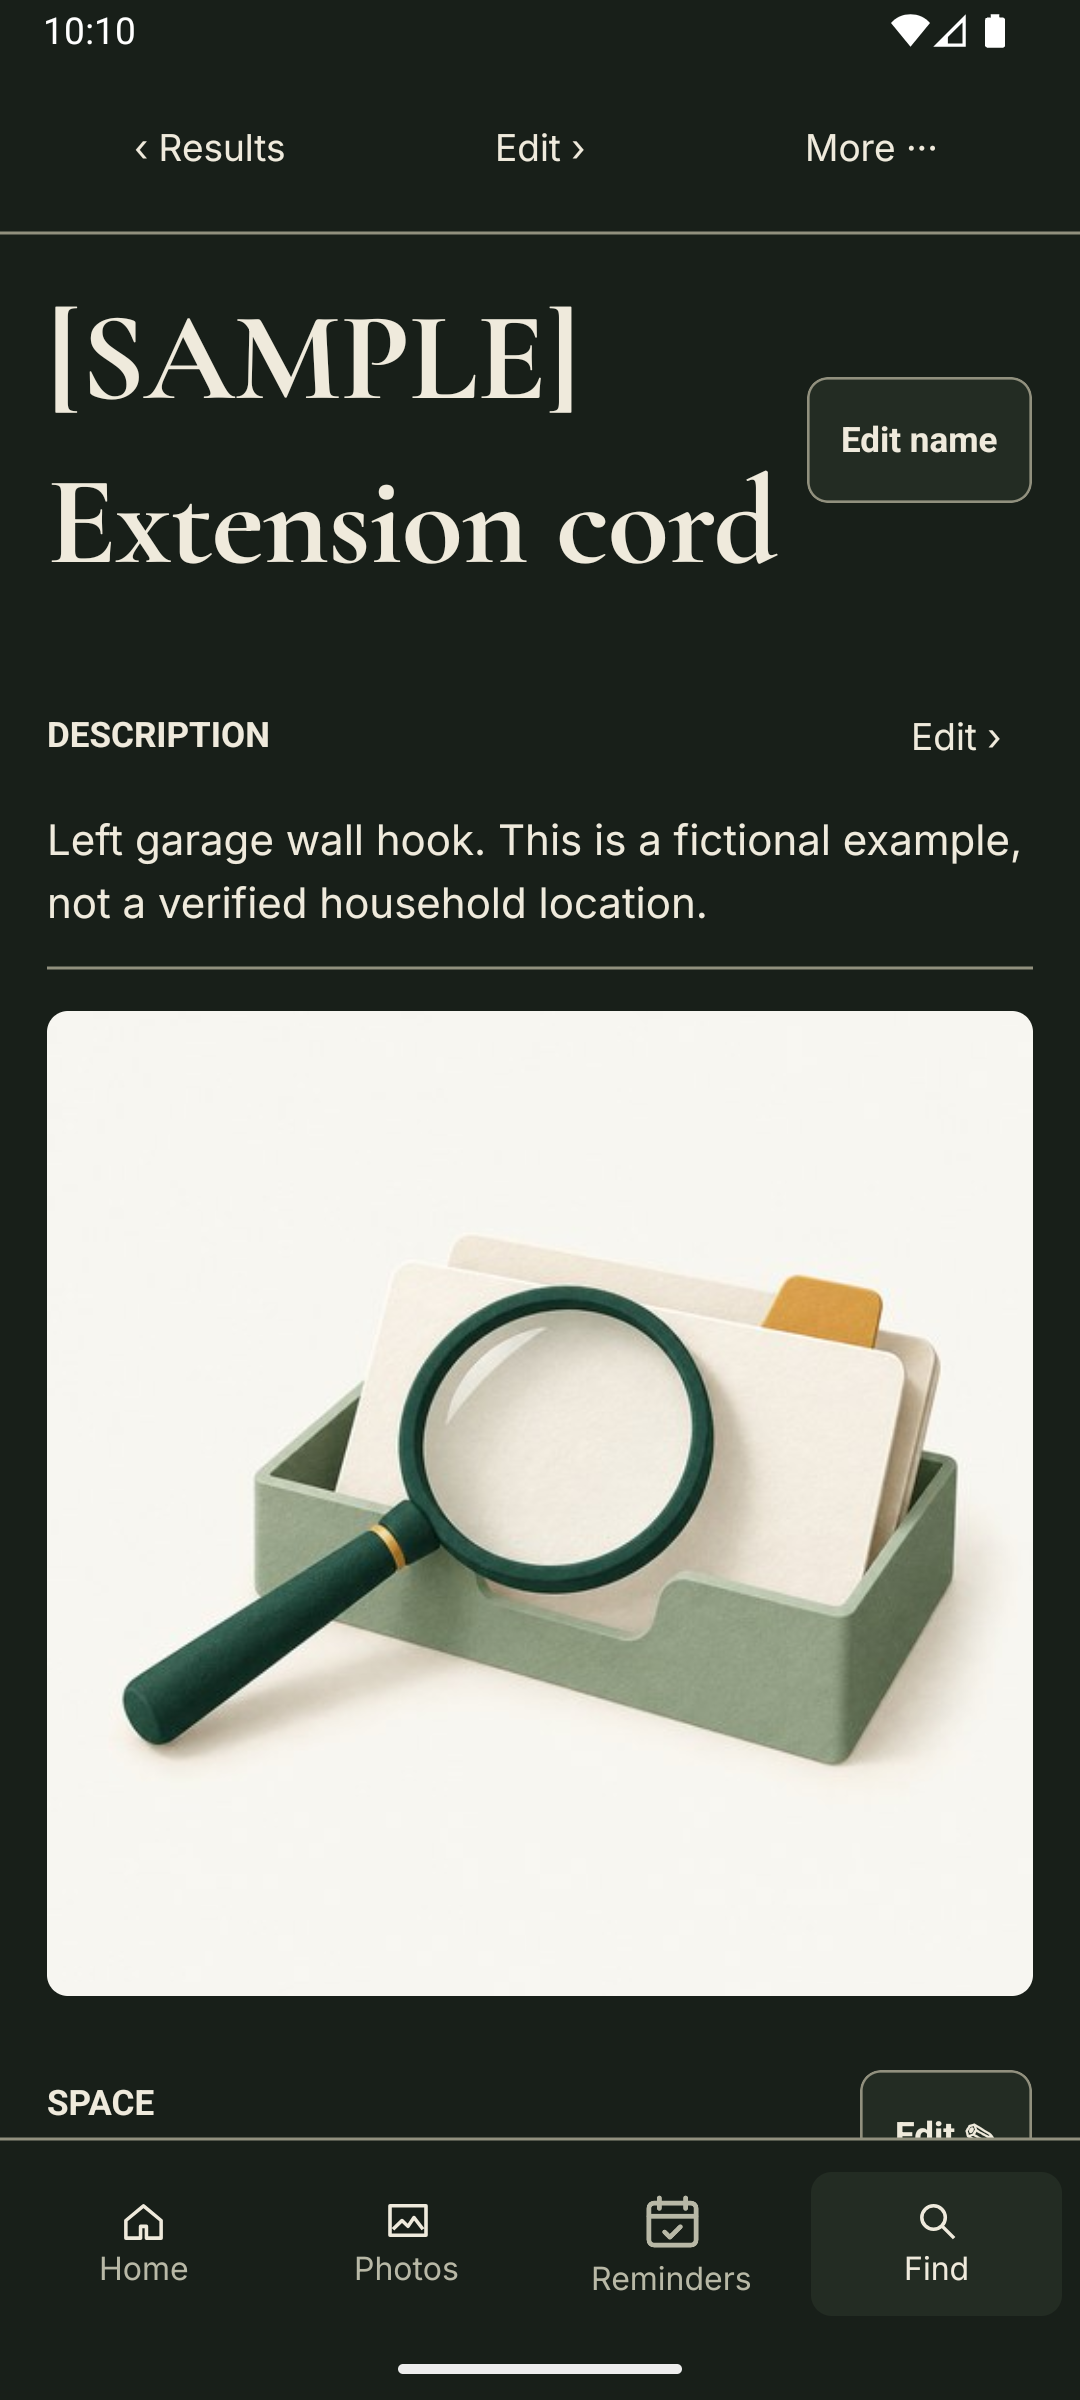 10:10
‹ Results
Edit ›
More ···
[SAMPLE]
Extension cord
Edit name
DESCRIPTION
Edit ›
Left garage wall hook. This is a fictional example,
not a verified household location.
SPACE
Edit ✎
Home
Photos
Reminders
Find